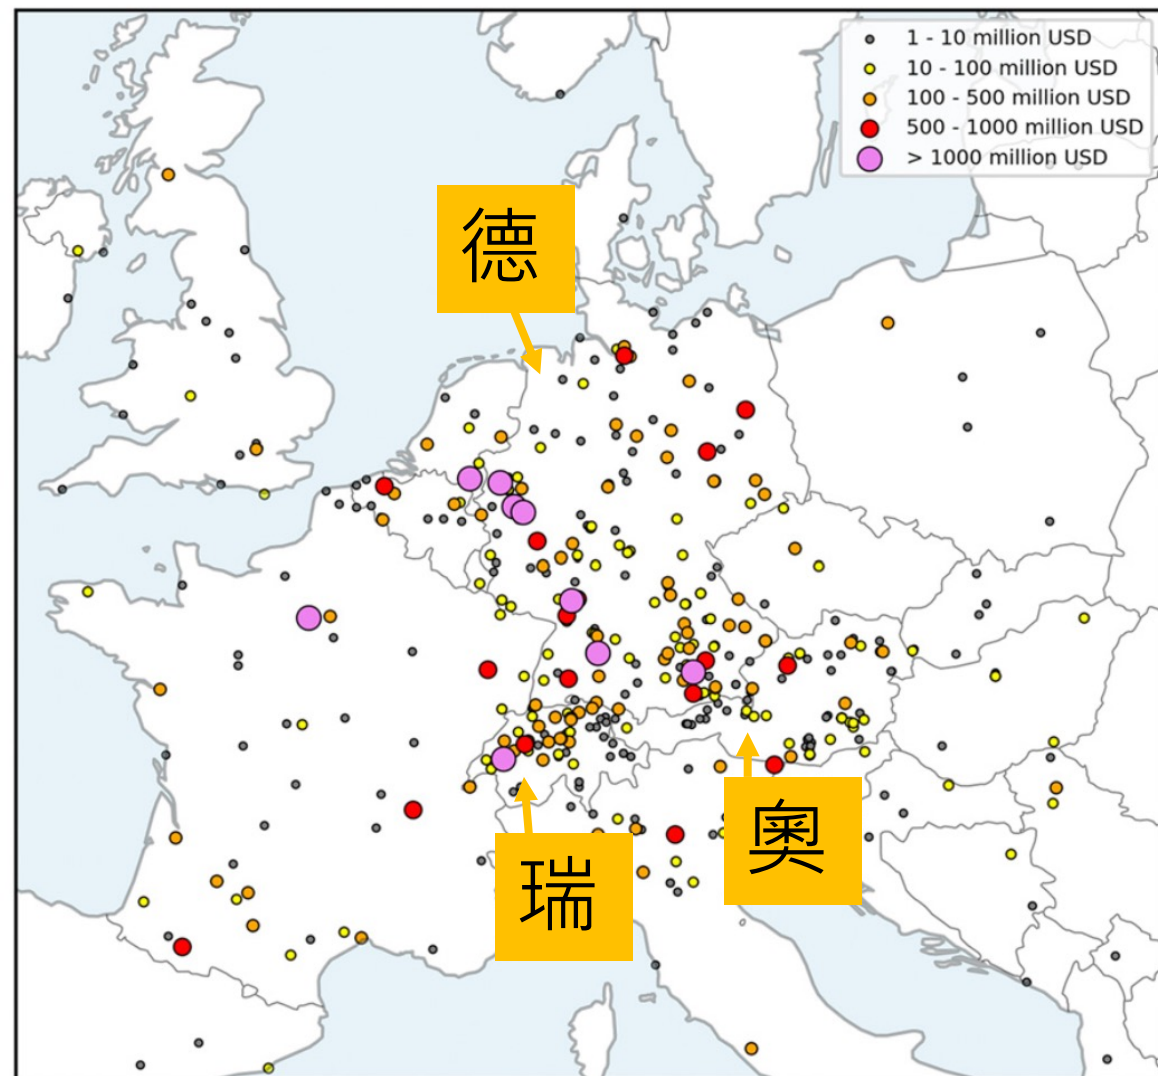 1 - 10 million USD
10 - 100 million USD
100 - 500 million USD
500 - 1000 million USD
> 1000 million USD
德
奧
瑞